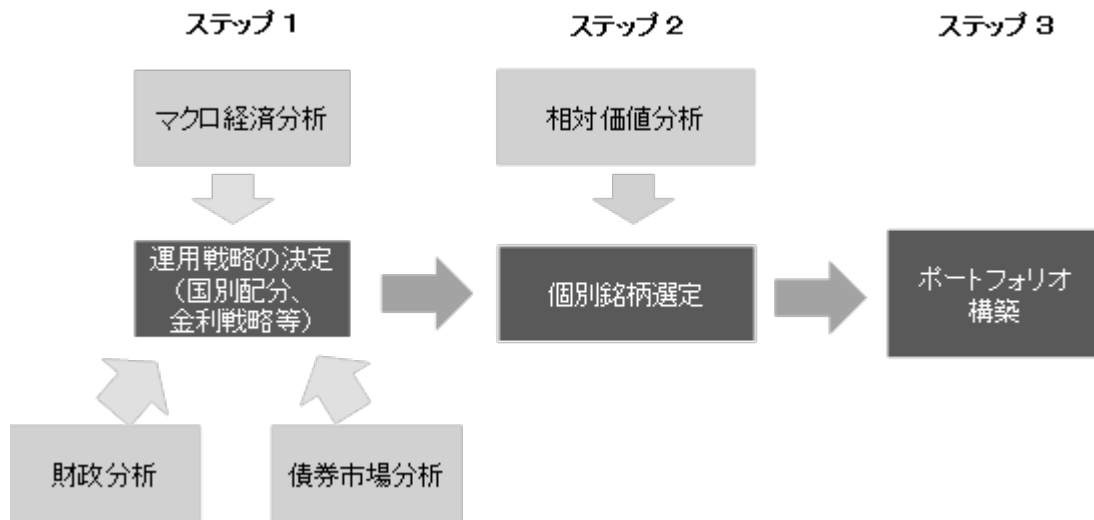 ステップ 1
ステップ 2
ステップ 3
マクロ経済分析
相対価値分析
運用戦略の決定
（国別配分、
金利戦略等）
個別銘柄選定
ポートフォリオ
構築
財政分析
債券市場分析